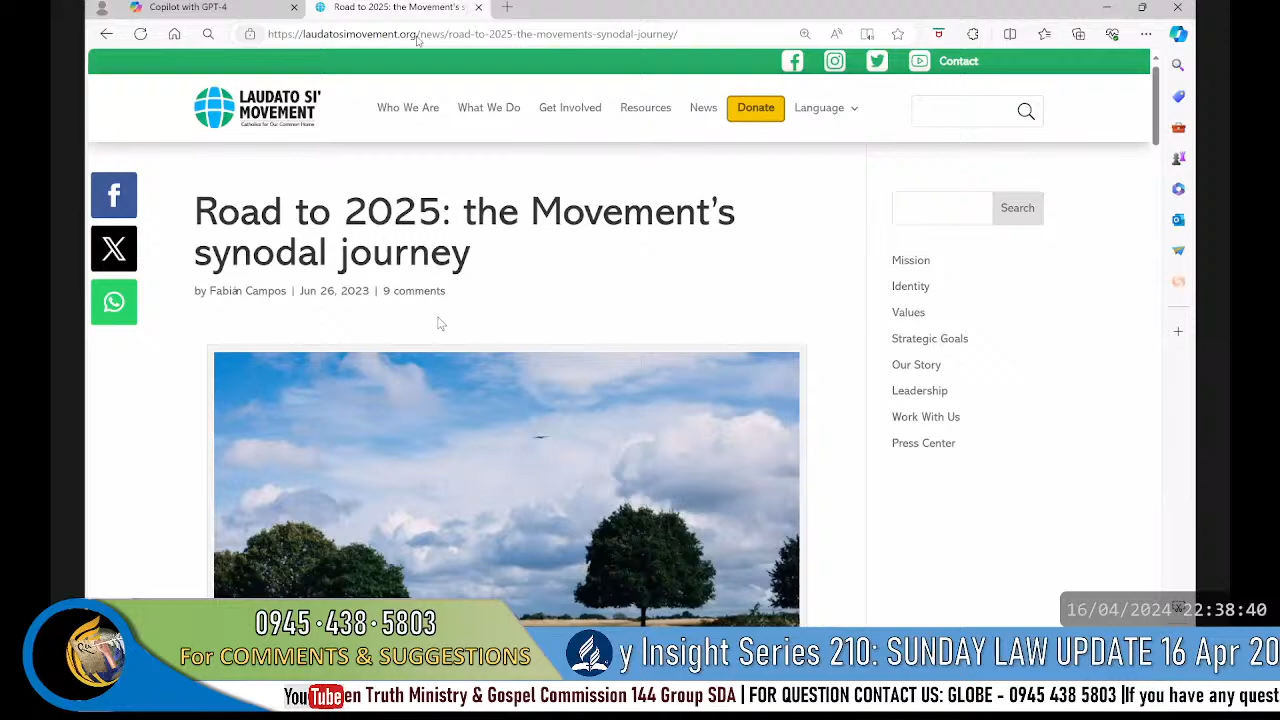 Copilot with GPT-4
Road to 2025: the Movement's s
https://laudatosimovement.org/news/road-to-2025-the-movements-synodal-journey/
Contact
LAUDATO SI'
MOVEMENT
Catholics for Our Common Home
Who We Are
What We Do
Get Involved
Resources
News
Donate
Language
Road to 2025: the Movement's
synodal journey
by Fabián Campos | Jun 26, 2023 | 9 comments
Search
Mission
Identity
Values
Strategic Goals
Our Story
Leadership
Work With Us
Press Center
16/04/2024 22:38:40
0945·438·5803
For COMMENTS & SUGGESTIONS
y Insight Series 210: SUNDAY LAW UPDATE 16 Apr 20
YouTube en Truth Ministry & Gospel Commission 144 Group SDA | FOR QUESTION CONTACT US: GLOBE - 0945 438 5803 |If you have any quest